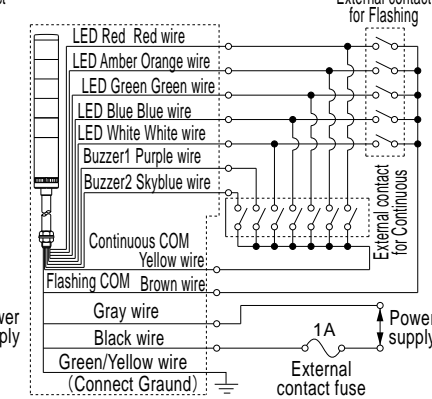 External contact
for Flashing
LED Red Red wire
LED Amber Orange wire
LED Green Green wire
LED Blue Blue wire
LED White White wire
Buzzer1 Purple wire
Buzzer2 Skyblue wire
External contact
for Continuous
Continuous COM
Yellow wire
Flashing COM Brown wire
Gray wire
Black wire
1A
Power
supply
Green/Yellow wire
(Connect Ground)
External
contact fuse